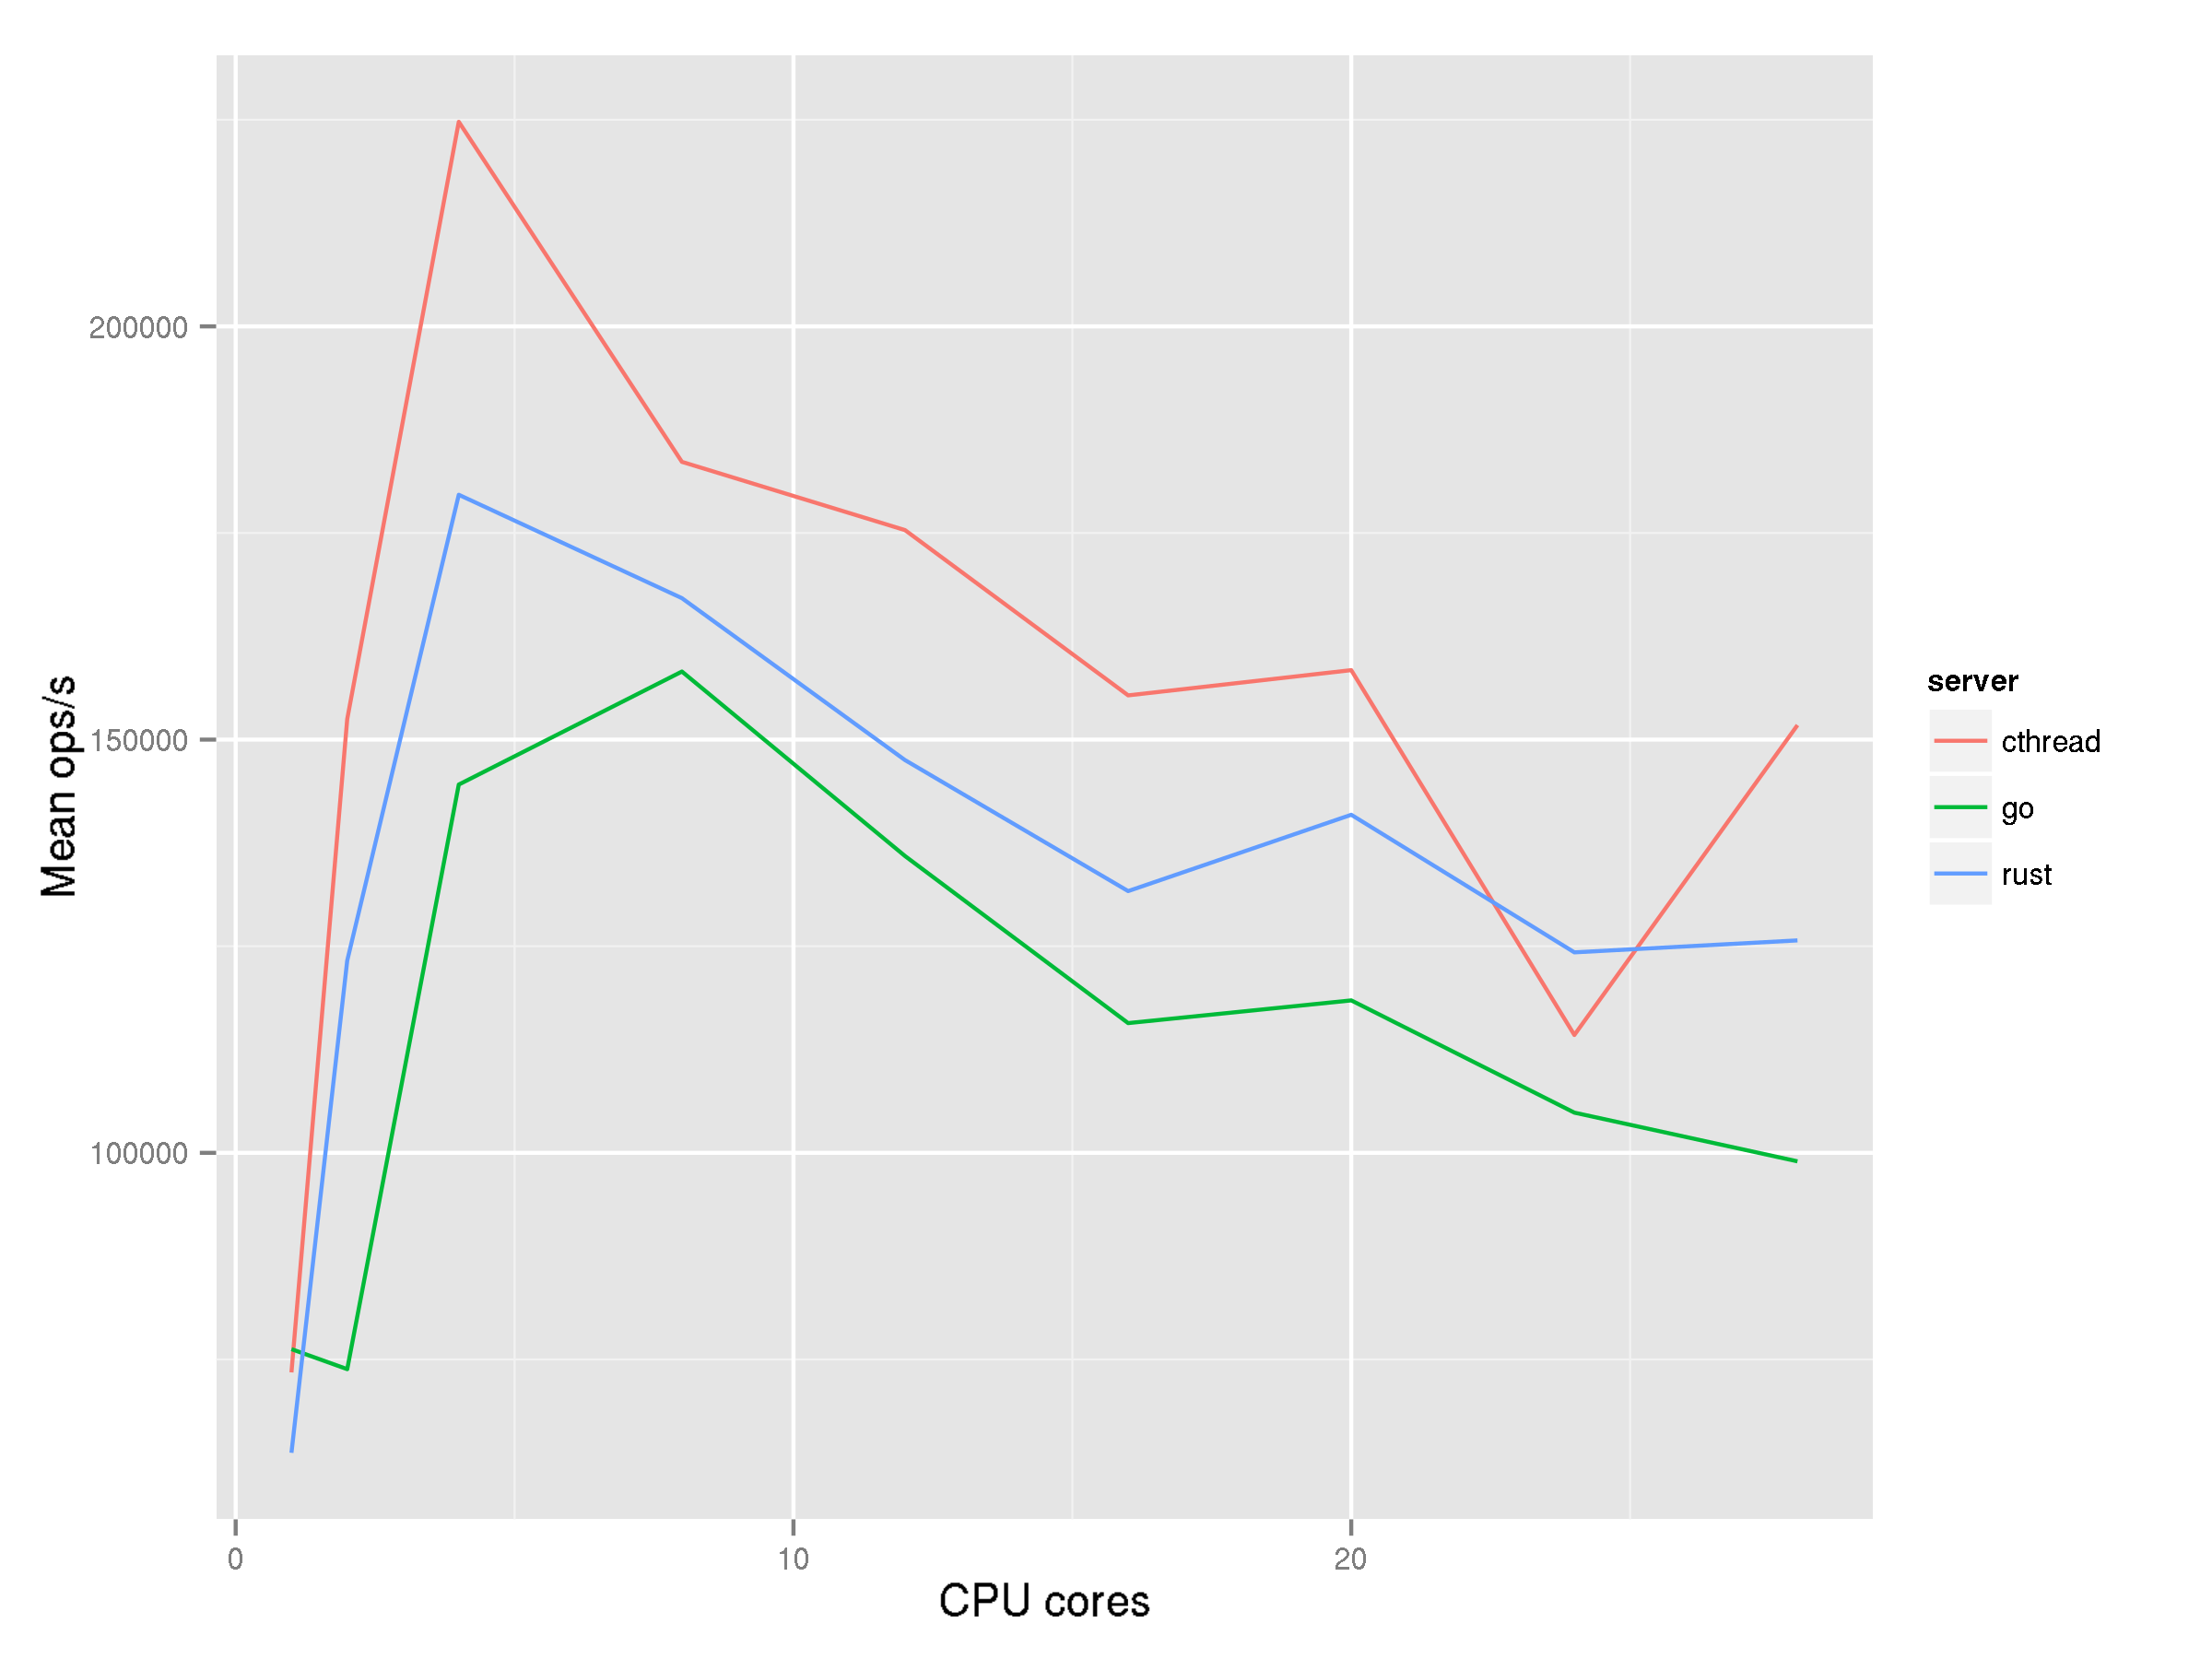 200000
150000
100000
Mean ops/s
0
10
20
CPU cores
server
cthread
go
rust